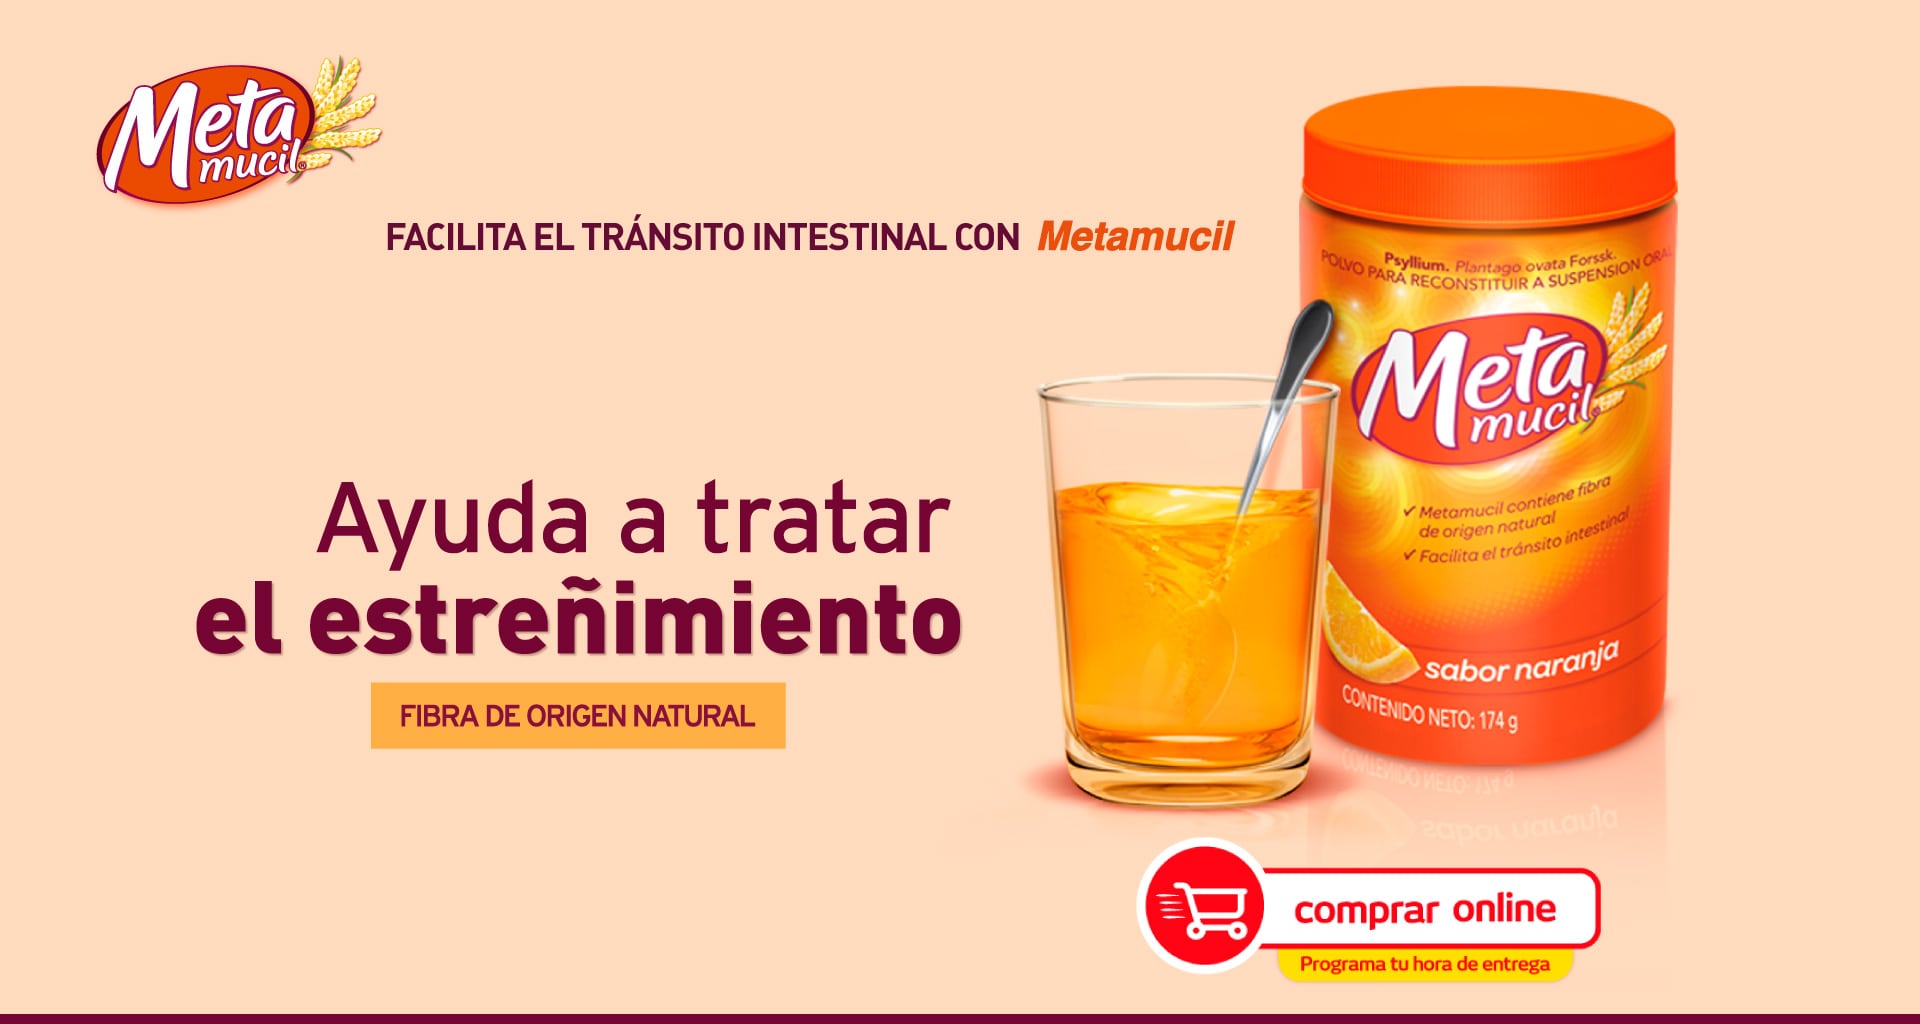 Meta
mucil®
FACILITA EL TRÁNSITO INTESTINAL CON Metamucil
Ayuda a tratar
el estreñimiento
FIBRA DE ORIGEN NATURAL
Psyllium. Plantago ovata Forssk.
POLVO PARA RECONSTITUIR A SUSPENSION ORAL
Meta
mucil®
✓ Metamucil contiene fibra
de origen natural
✓ Facilita el tránsito intestinal
sabor naranja
CONTENIDO NETO: 174 g
comprar online
Programa tu hora de entrega